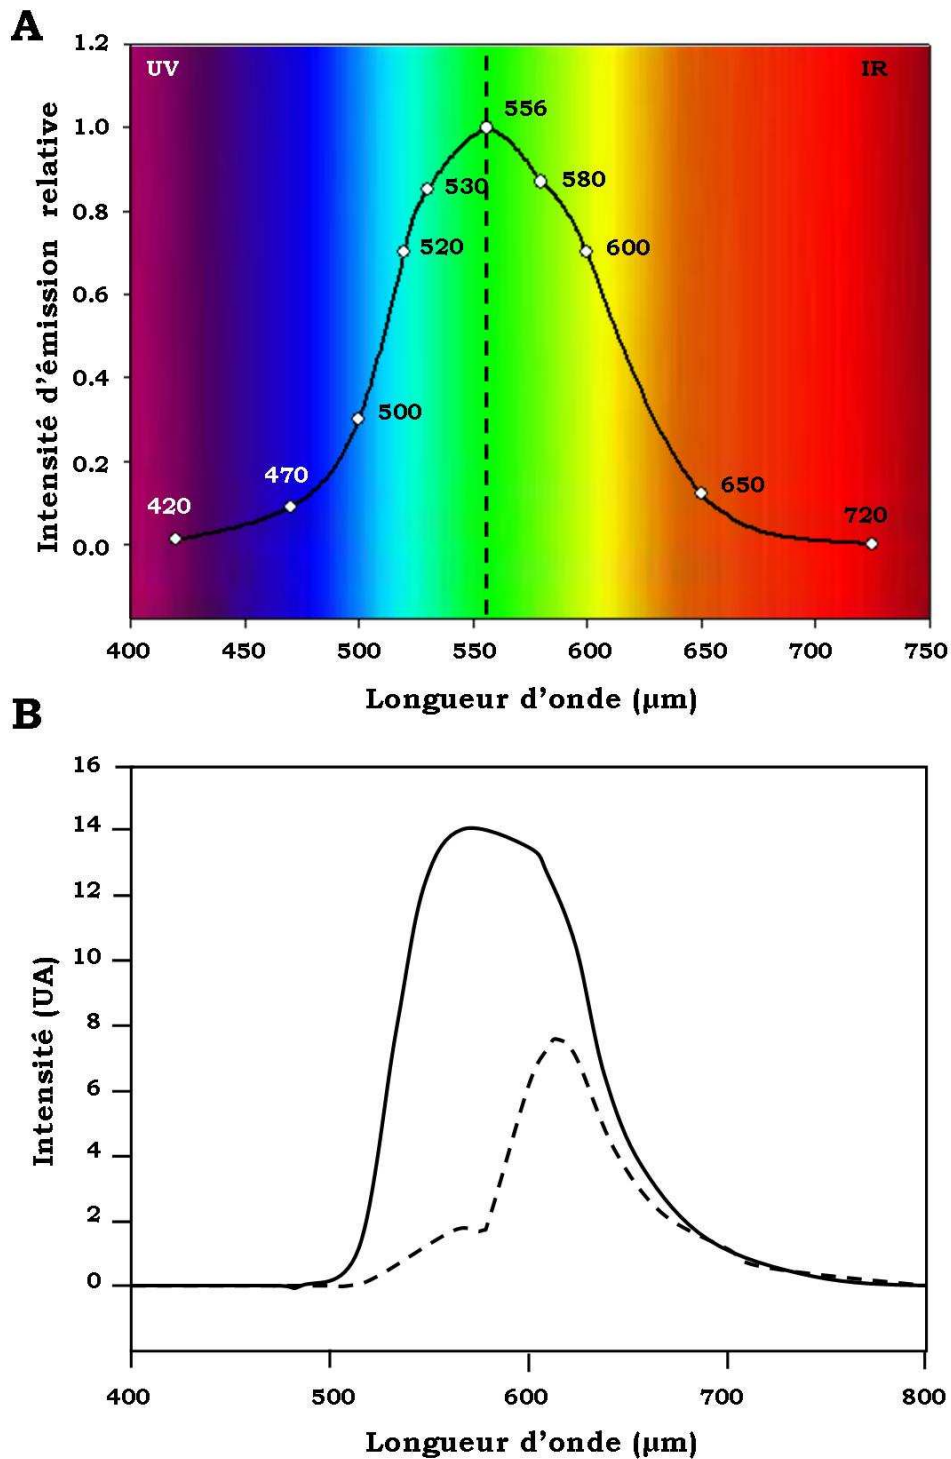 A
1.2
UV
IR
1.0
556
530
580
0.8
520
600
0.6
0.4
500
0.2
470
650
420
720
0.0
Intensité d'émission relative
400 450 500 550 600 650 700 750
Longueur d'onde (µm)
B
16
14
12
10
8
6
4
2
0
Intensité (UA)
400 500 600 700 800
Longueur d'onde (µm)